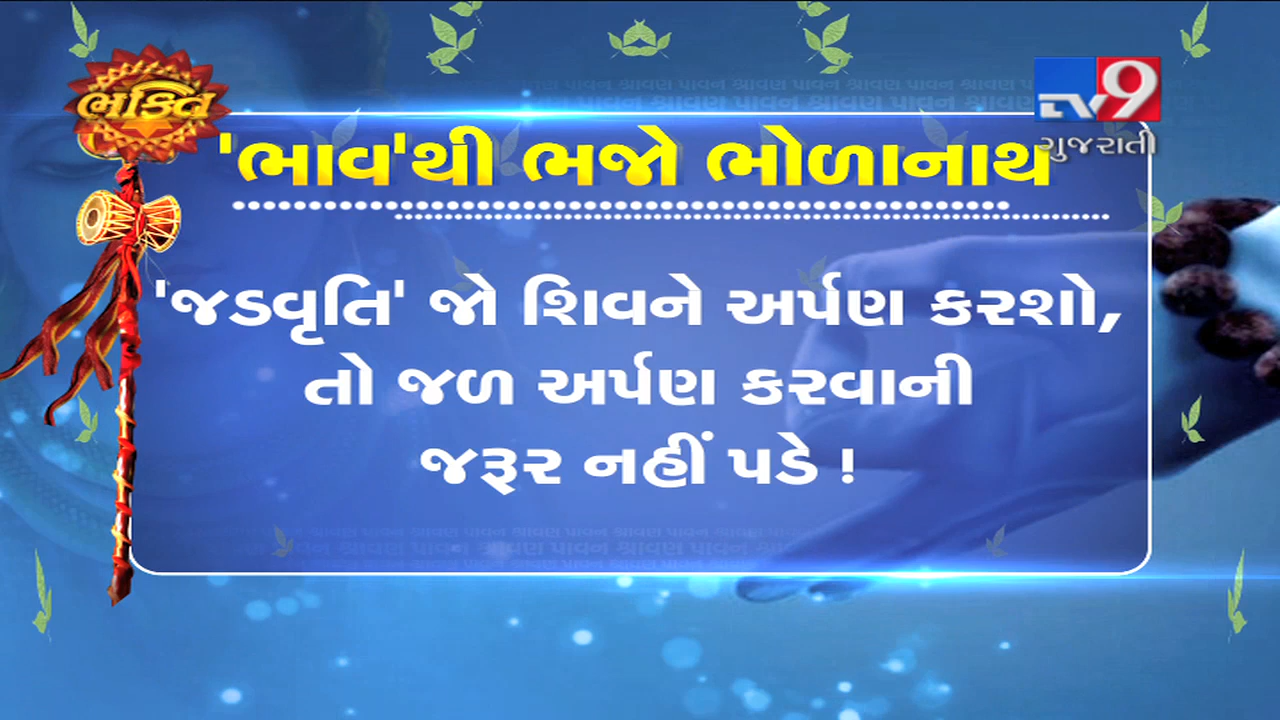 ભક્તિ
TV9
ગુજરાતી
'ભાવ'થી ભજો ભોળાનાથ
'જડવૃતિ' જો શિવને અર્પણ કરશો,
તો જળ અર્પણ કરવાની
જરૂર નહીં પડે !